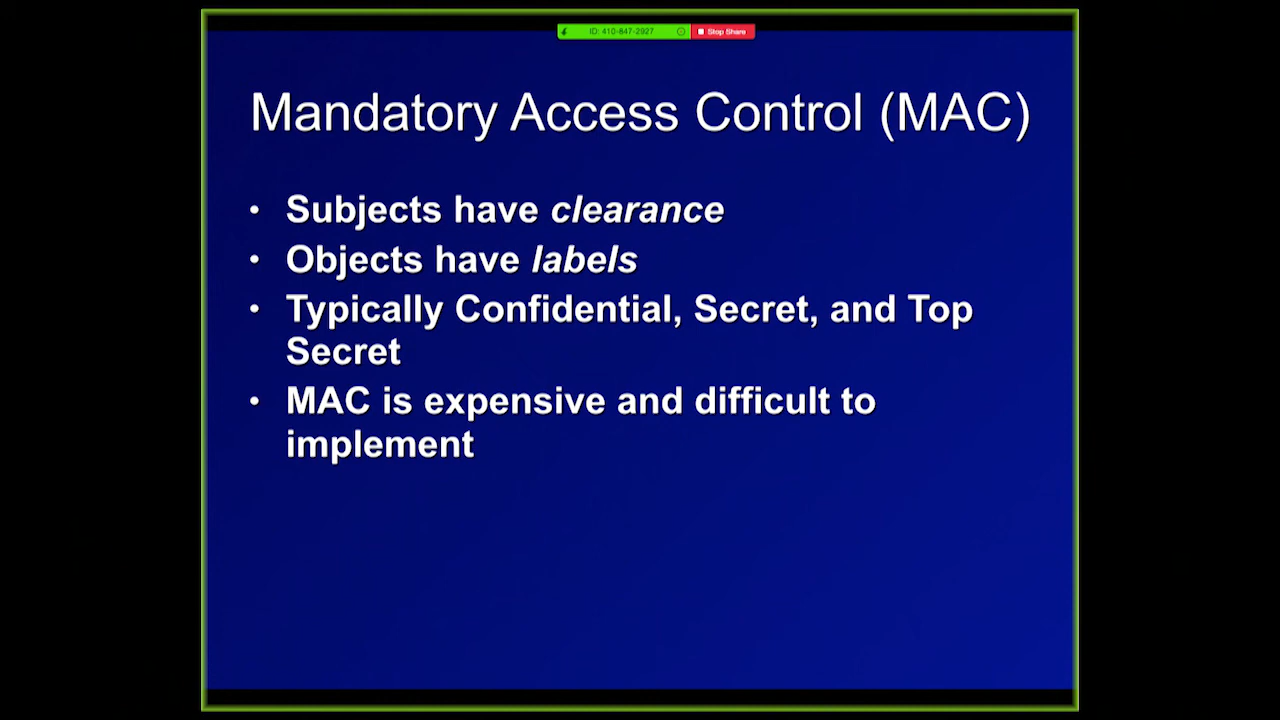 ID: 410-847-2927
Stop Share
Mandatory Access Control (MAC)
• Subjects have clearance
• Objects have labels
• Typically Confidential, Secret, and Top
Secret
• MAC is expensive and difficult to
implement